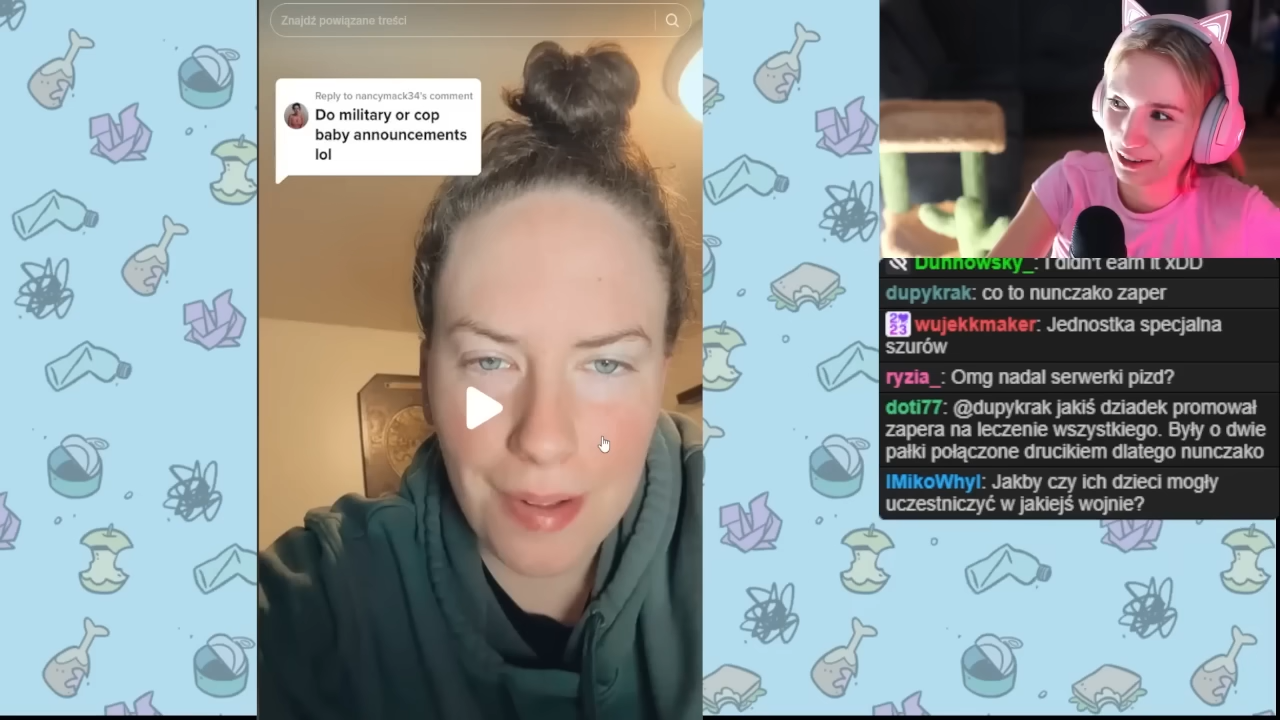 Znajdź powiązane treści
Reply to nancymack34's comment
Do military or cop
baby announcements
lol
Dunnowsky_: I didn't earn it xDD
dupykrak: co to nunczako zaper
wujekkmaker: Jednostka specjalna
szurów
ryzia_: Omg nadal serwerki pizd?
doti77: @dupykrak jakiś dziadek promował
zapera na leczenie wszystkiego. Były o dwie
pałki połączone drucikiem dlatego nunczako
IMikoWhyI: Jakby czy ich dzieci mogły
uczestniczyć w jakiejś wojnie?